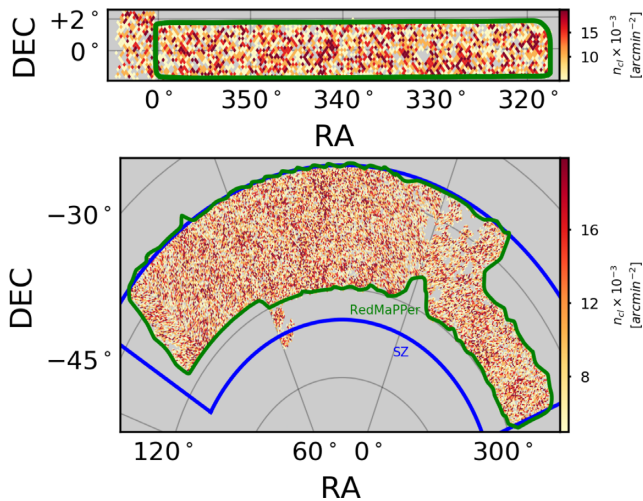 +2°
0°
DEC
15
10
n_cl × 10⁻³
[arcmin⁻²]
0° 350° 340° 330° 320°
RA
−30°
−45°
DEC
RedMaPPer
SZ
16
12
8
n_cl × 10⁻³
[arcmin⁻²]
120° 60° 0° 300°
RA